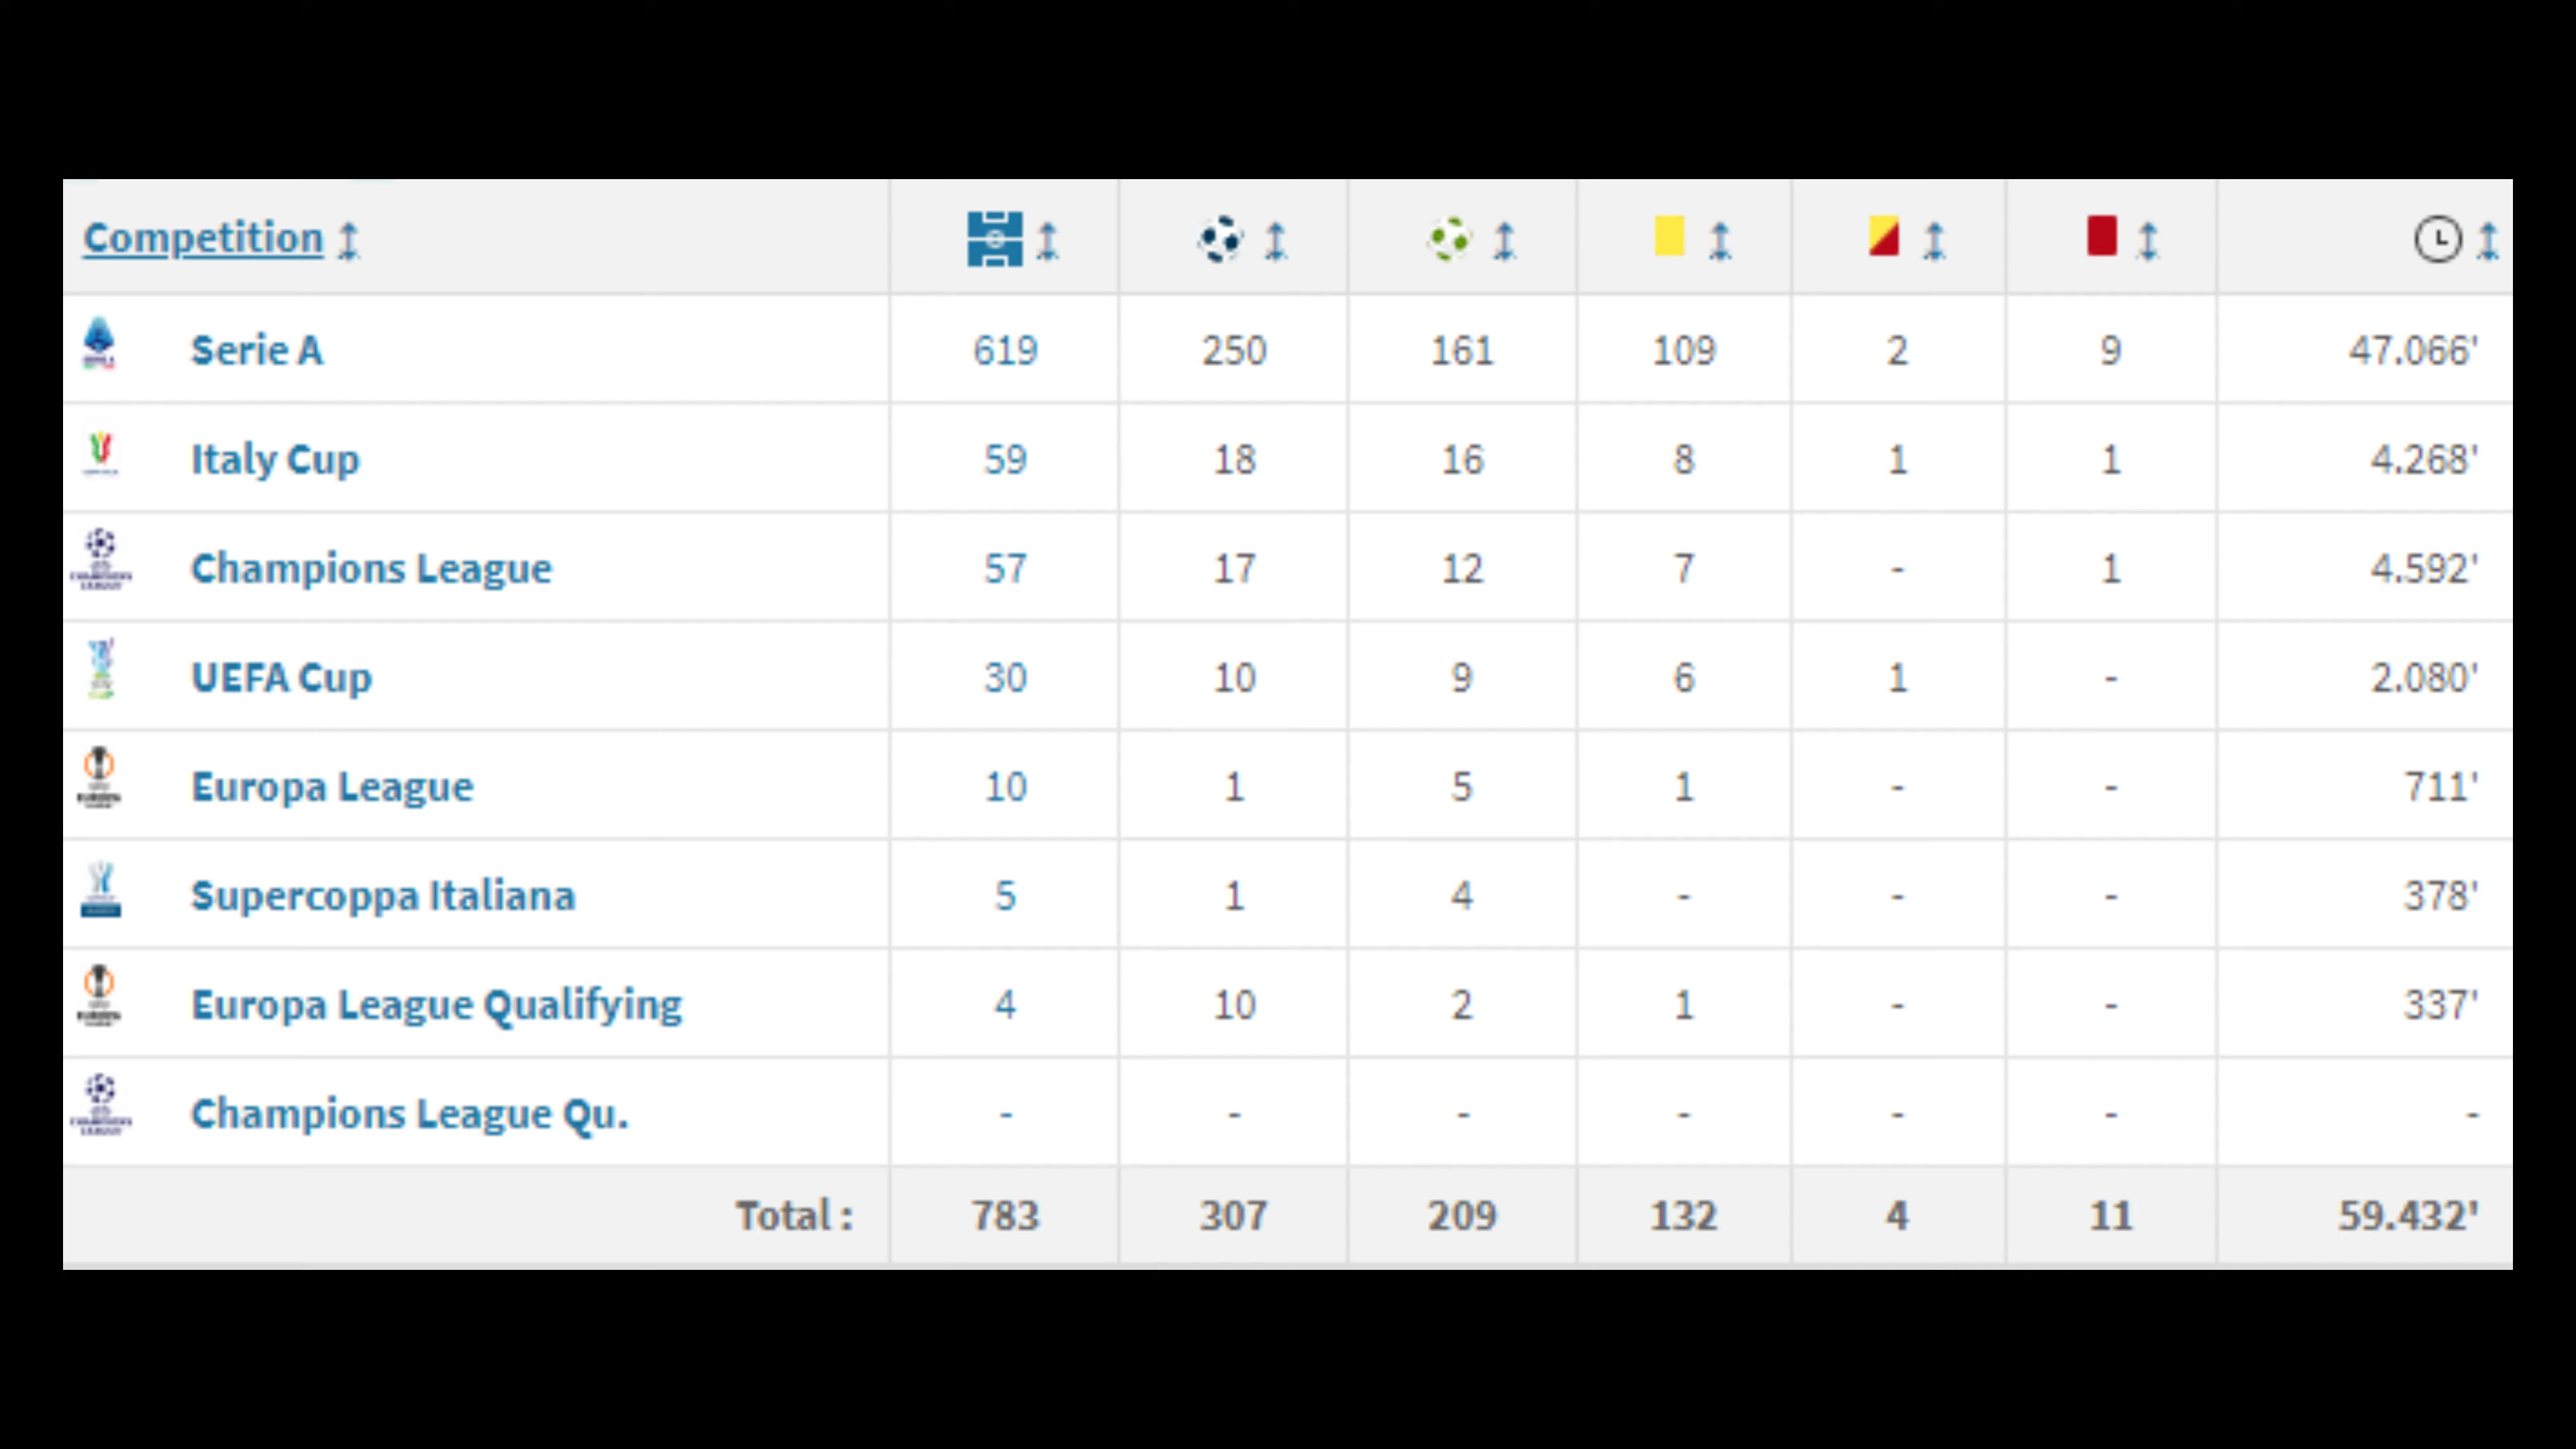 Competition
Serie A 619 250 161 109 2 9 47.066'
Italy Cup 59 18 16 8 1 1 4.268'
Champions League 57 17 12 7 - 1 4.592'
UEFA Cup 30 10 9 6 1 - 2.080'
Europa League 10 1 5 1 - - 711'
Supercoppa Italiana 5 1 4 - - - 378'
Europa League Qualifying 4 10 2 1 - - 337'
Champions League Qu. - - - - - - -
Total : 783 307 209 132 4 11 59.432'